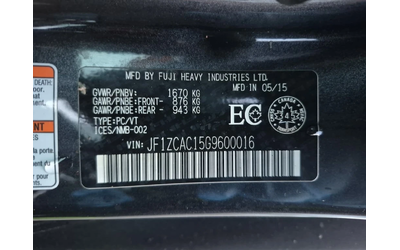 MFD BY FUJI HEAVY INDUSTRIES LTD.
MFD IN 05/15
GVWR/PNBV: 1670 KG
GAWR/PNBE:FRONT- 876 KG
GAWR/PNBE:REAR - 943 KG
TYPE:PC/VT
ICES/NMB-002
EC
4
VIN: JF1ZCAC15G9600016